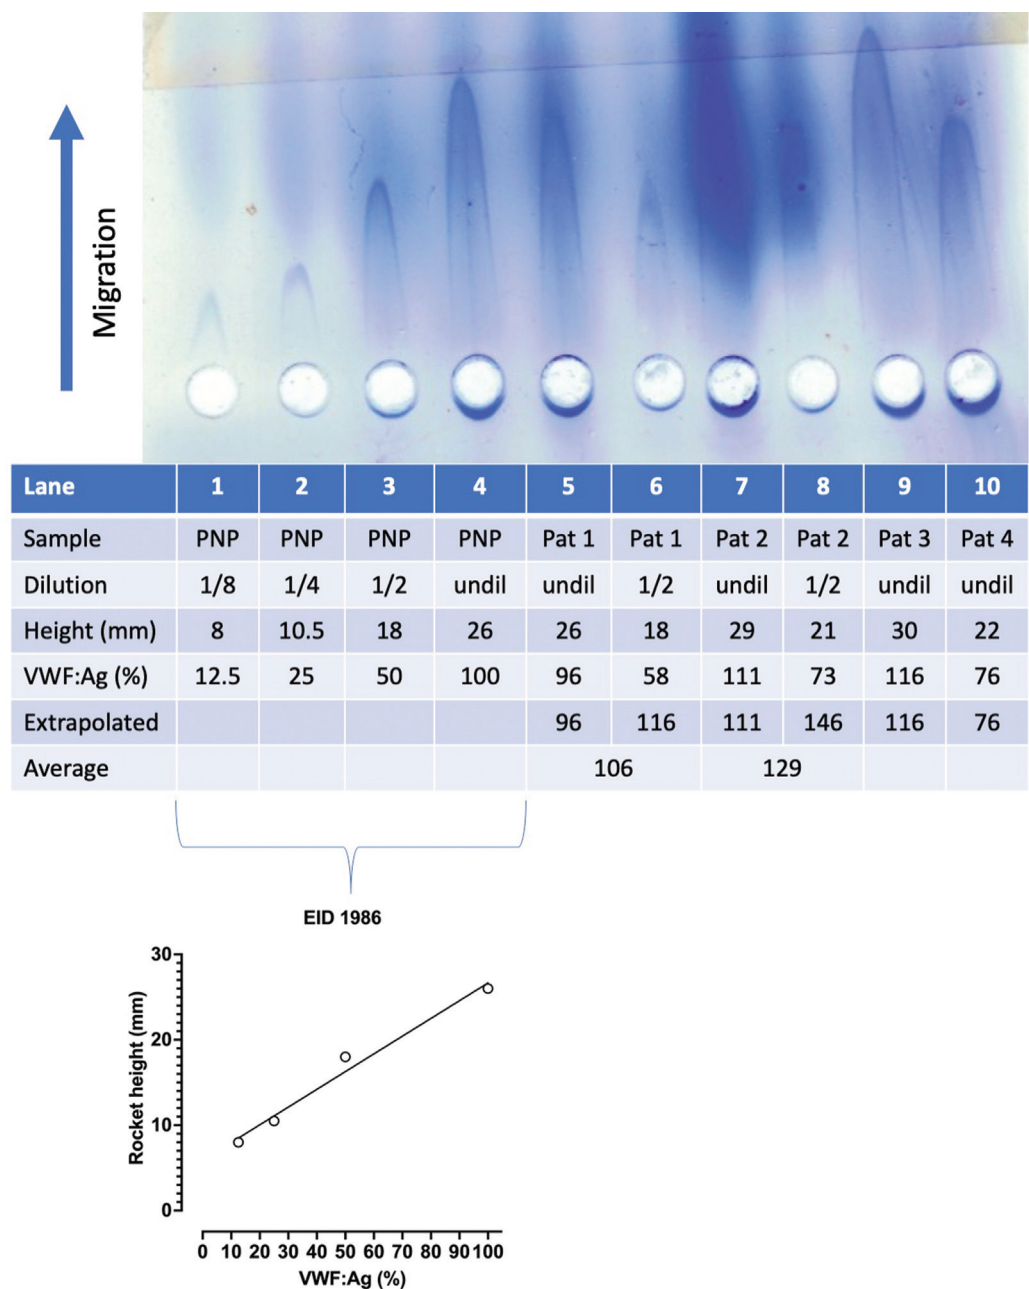 Migration
Lane 1 2 3 4 5 6 7 8 9 10
Sample PNP PNP PNP PNP Pat 1 Pat 1 Pat 2 Pat 2 Pat 3 Pat 4
Dilution 1/8 1/4 1/2 undil undil 1/2 undil 1/2 undil undil
Height (mm) 8 10.5 18 26 26 18 29 21 30 22
VWF:Ag (%) 12.5 25 50 100 96 58 111 73 116 76
Extrapolated 96 116 111 146 116 76
Average 106 129
EID 1986
30
20
10
0
Rocket height (mm)
0 10 20 30 40 50 60 70 80 90 100
VWF:Ag (%)